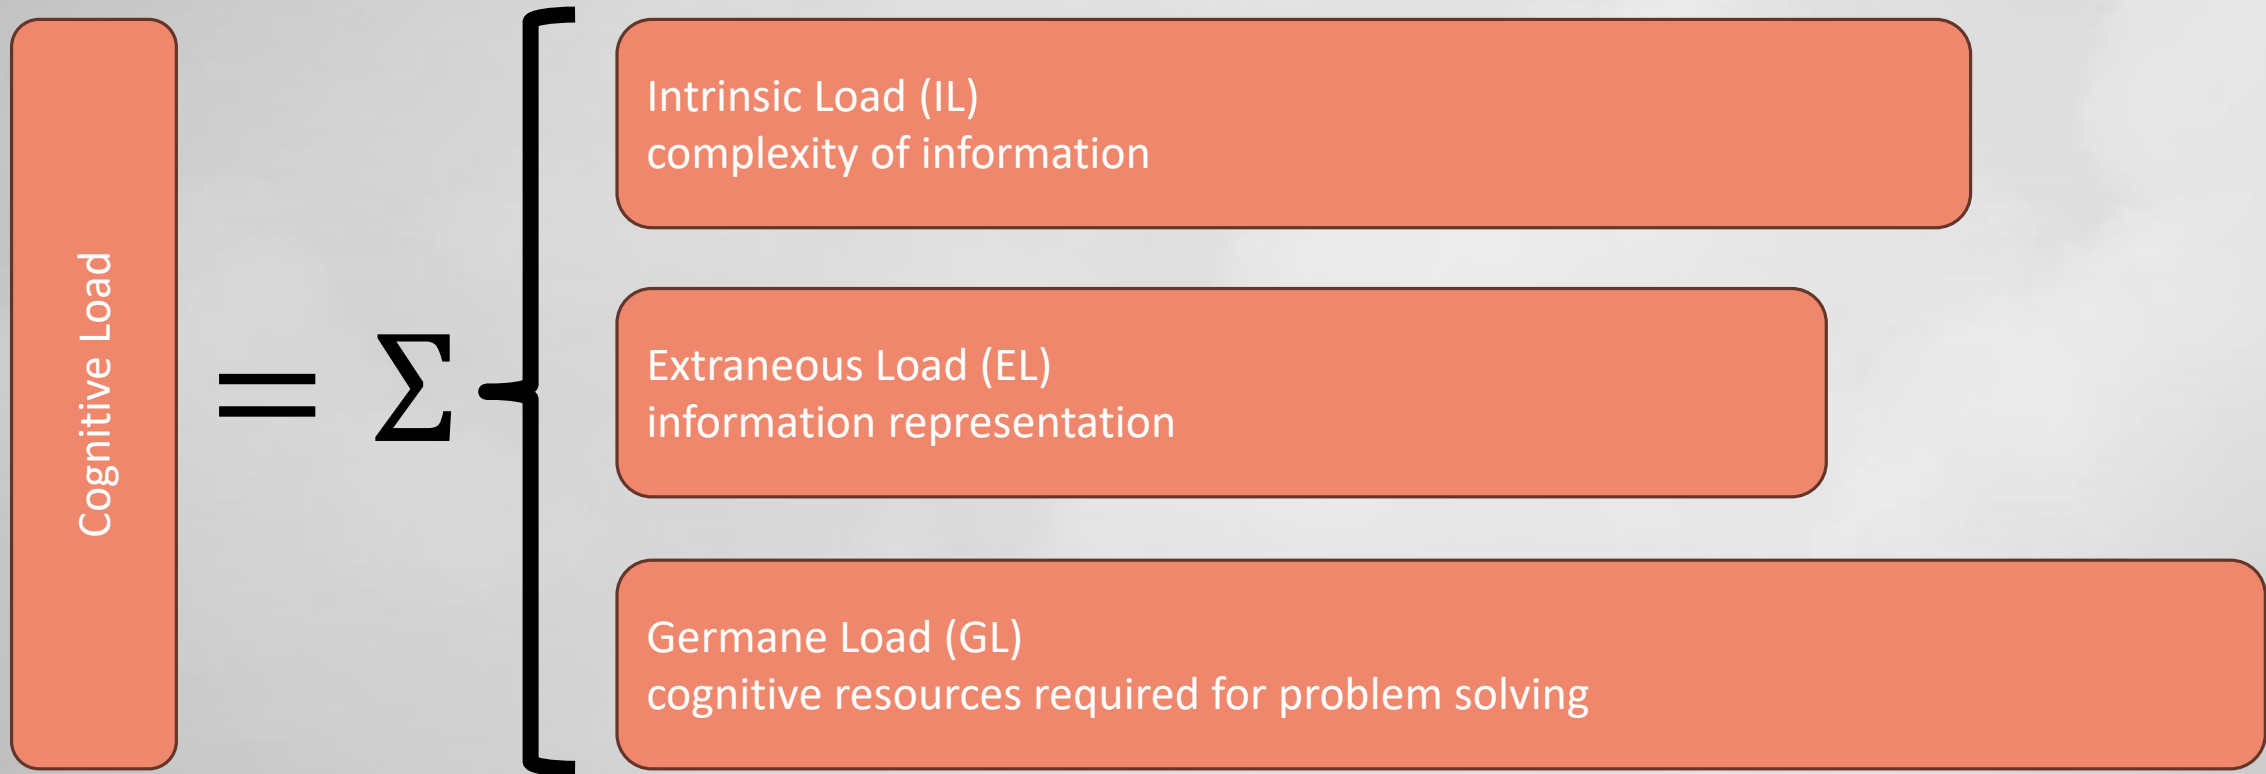 Cognitive Load
= Σ
Intrinsic Load (IL)
complexity of information
Extraneous Load (EL)
information representation
Germane Load (GL)
cognitive resources required for problem solving